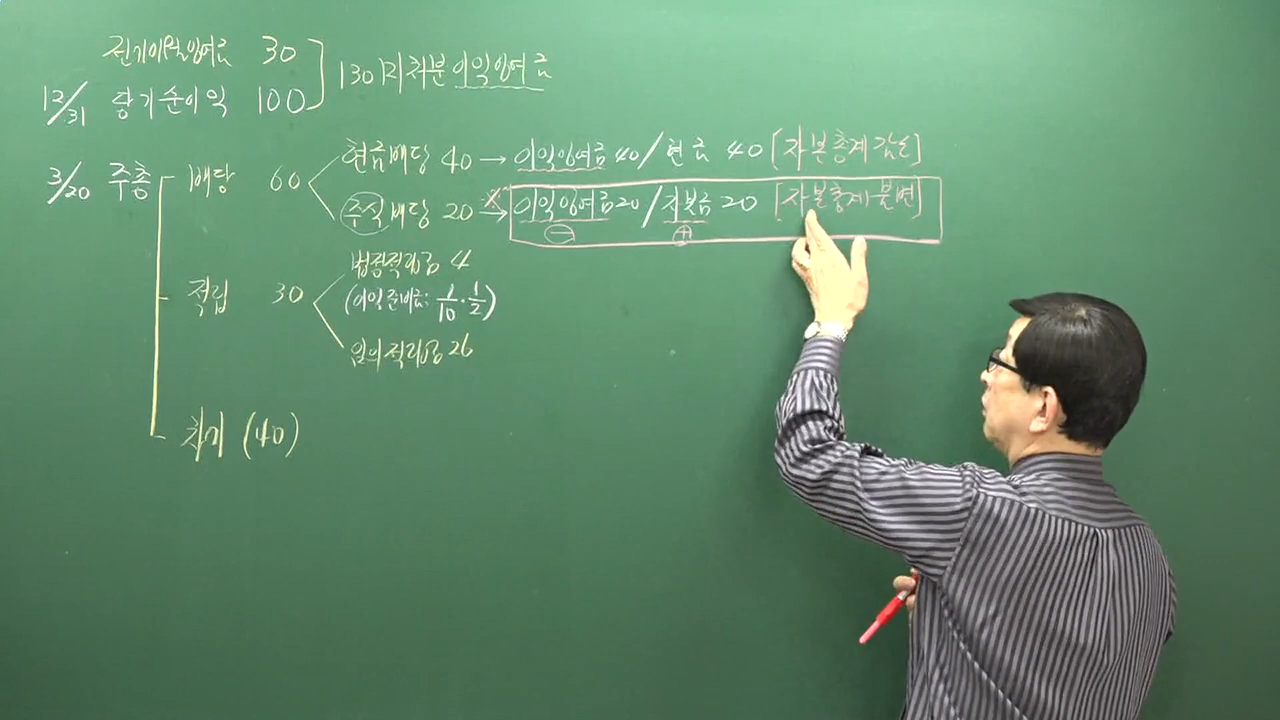 전기이월잉여금 30
12/31 당기순이익 100
130 미처분 이익잉여금
3/20 주총
배당 60
현금배당 40 → 이익잉여금 40 / 현금 40 [자본총계 감소]
주식배당 20 → 이익잉여금 20 / 자본금 20 [자본총계 불변]
⊖ ⊕
적립 30
법정적립금 4
(이익준비금: 1/10 · 1/2)
임의적립금 26
차기 (40)